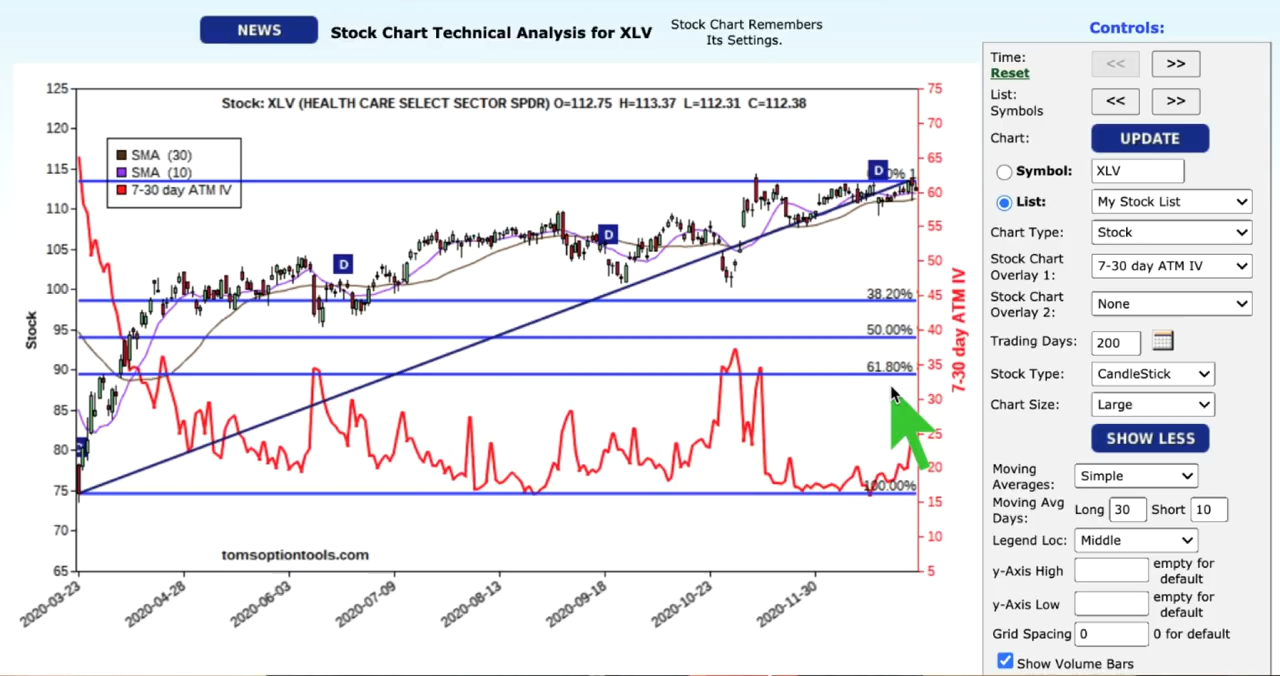 NEWS
Stock Chart Technical Analysis for XLV
Stock Chart Remembers
Its Settings.
Controls:
Time:
Reset
<< >>
List:
Symbols
<< >>
Chart:
UPDATE
Symbol:
XLV
List:
My Stock List
Chart Type:
Stock
Stock Chart
Overlay 1:
7-30 day ATM IV
Stock Chart
Overlay 2:
None
Trading Days:
200
Stock Type:
CandleStick
Chart Size:
Large
SHOW LESS
Moving
Averages:
Simple
Moving Avg
Days:
Long 30 Short 10
Legend Loc:
Middle
y-Axis High
empty for
default
y-Axis Low
empty for
default
Grid Spacing
0
0 for default
Show Volume Bars
Stock: XLV (HEALTH CARE SELECT SECTOR SPDR) O=112.75 H=113.37 L=112.31 C=112.38
SMA (30)
SMA (10)
7-30 day ATM IV
125
120
115
110
105
100
95
90
85
80
75
70
65
Stock
75
70
65
60
55
50
45
40
35
30
25
20
15
10
5
7-30 day ATM IV
D
D
D
38.20%
50.00%
61.80%
100.00%
tomsoptiontools.com
2020-03-23
2020-04-28
2020-06-03
2020-07-09
2020-08-13
2020-09-18
2020-10-23
2020-11-30